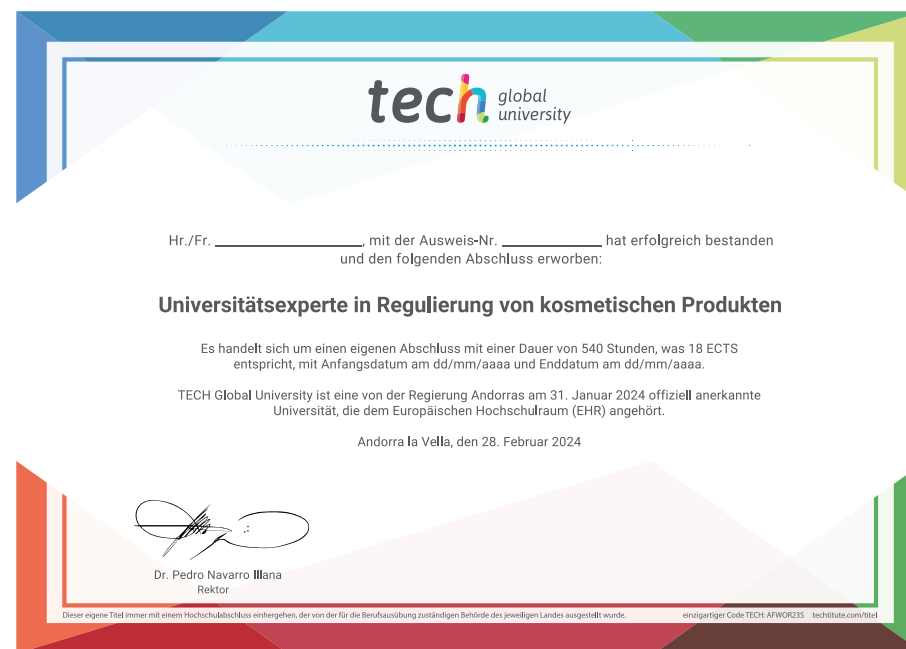 tech global university
Hr./Fr. ____________________, mit der Ausweis-Nr. ______________ hat erfolgreich bestanden
und den folgenden Abschluss erworben:
Universitätsexperte in Regulierung von kosmetischen Produkten
Es handelt sich um einen eigenen Abschluss mit einer Dauer von 540 Stunden, was 18 ECTS
entspricht, mit Anfangsdatum am dd/mm/aaaa und Enddatum am dd/mm/aaaa.
TECH Global University ist eine von der Regierung Andorras am 31. Januar 2024 offiziell anerkannte
Universität, die dem Europäischen Hochschulraum (EHR) angehört.
Andorra la Vella, den 28. Februar 2024
Dr. Pedro Navarro Illana
Rektor
Dieser eigene Titel immer mit einem Hochschulabschluss einhergehen, der von der für die Berufsausübung zuständigen Behörde des jeweiligen Landes ausgestellt wurde. einzigartiger Code TECH: AFWOR23S techtitute.com/titel